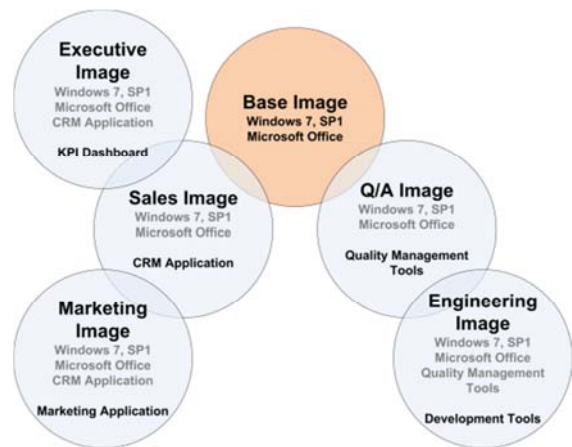 Executive
Image
Windows 7, SP1
Microsoft Office
CRM Application
KPI Dashboard
Base Image
Windows 7, SP1
Microsoft Office
Sales Image
Windows 7, SP1
Microsoft Office
CRM Application
Q/A Image
Windows 7, SP1
Microsoft Office
Quality Management
Tools
Marketing
Image
Windows 7, SP1
Microsoft Office
CRM Application
Marketing Application
Engineering
Image
Windows 7, SP1
Microsoft Office
Quality Management
Tools
Development Tools